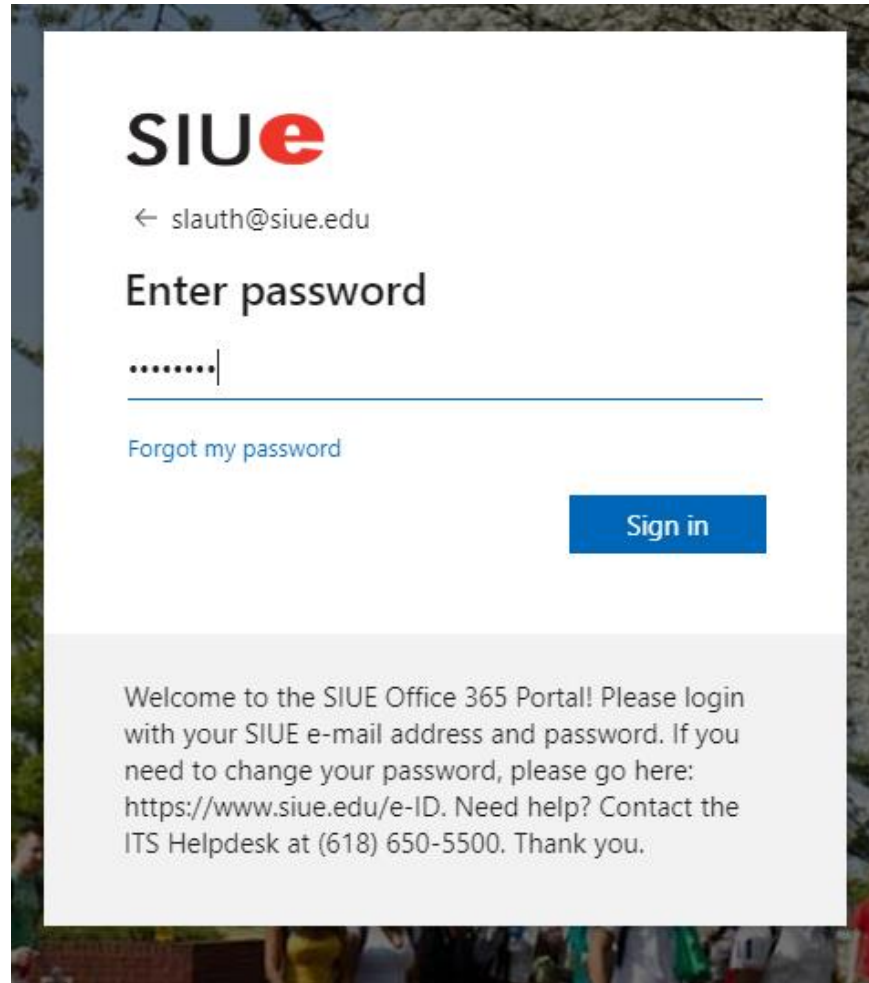 SIUe
← slauth@siue.edu
Enter password
••••••••
Forgot my password
Sign in
Welcome to the SIUE Office 365 Portal! Please login
with your SIUE e-mail address and password. If you
need to change your password, please go here:
https://www.siue.edu/e-ID. Need help? Contact the
ITS Helpdesk at (618) 650-5500. Thank you.